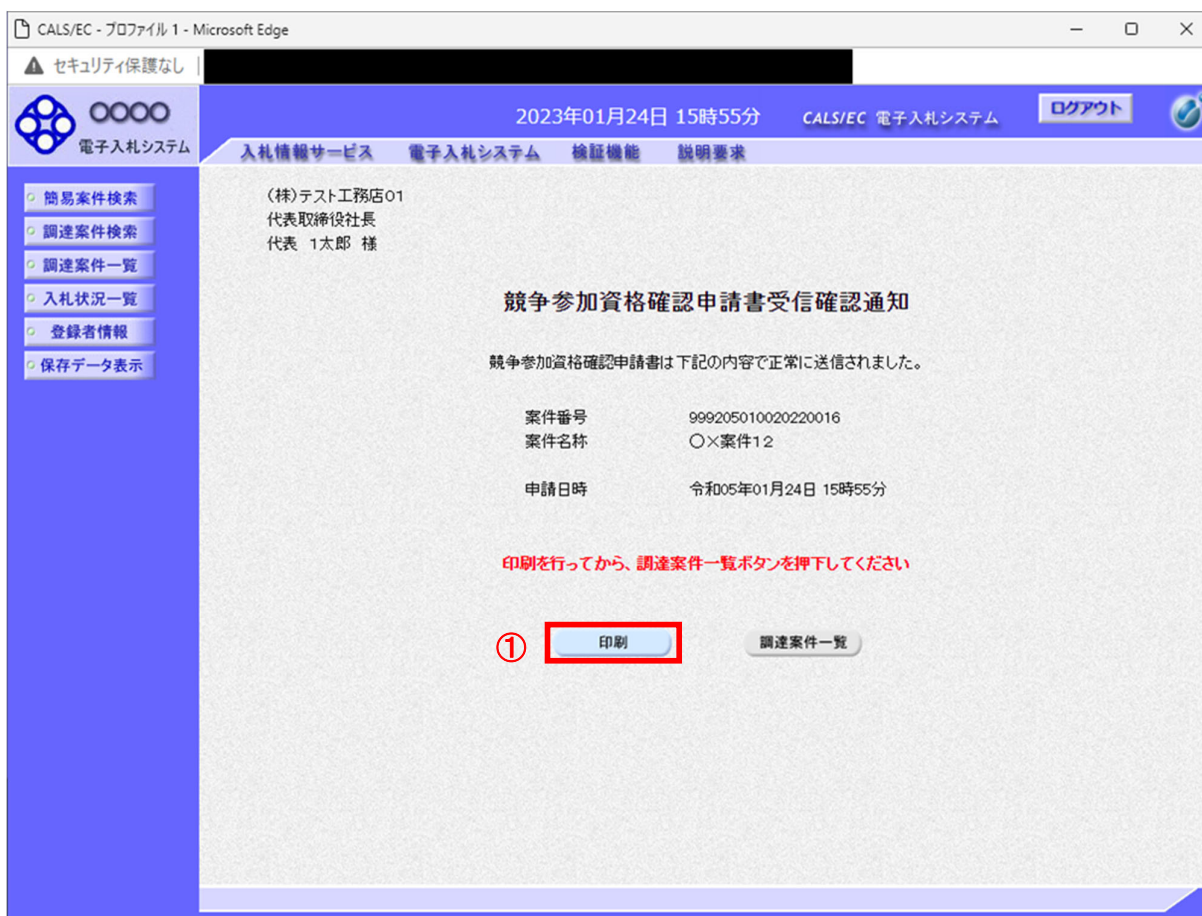 CALS/EC - プロファイル 1 - Microsoft Edge
セキュリティ保護なし
○○○○
電子入札システム
2023年01月24日 15時55分
CALS/EC 電子入札システム
ログアウト
入札情報サービス 電子入札システム 検証機能 説明要求
簡易案件検索
調達案件検索
調達案件一覧
入札状況一覧
登録者情報
保存データ表示
(株)テスト工務店01
代表取締役社長
代表 1太郎 様
競争参加資格確認申請書受信確認通知
競争参加資格確認申請書は下記の内容で正常に送信されました。
案件番号 999205010020220016
案件名称 ○×案件12
申請日時 令和05年01月24日 15時55分
印刷を行ってから、調達案件一覧ボタンを押下してください
① 印刷 調達案件一覧